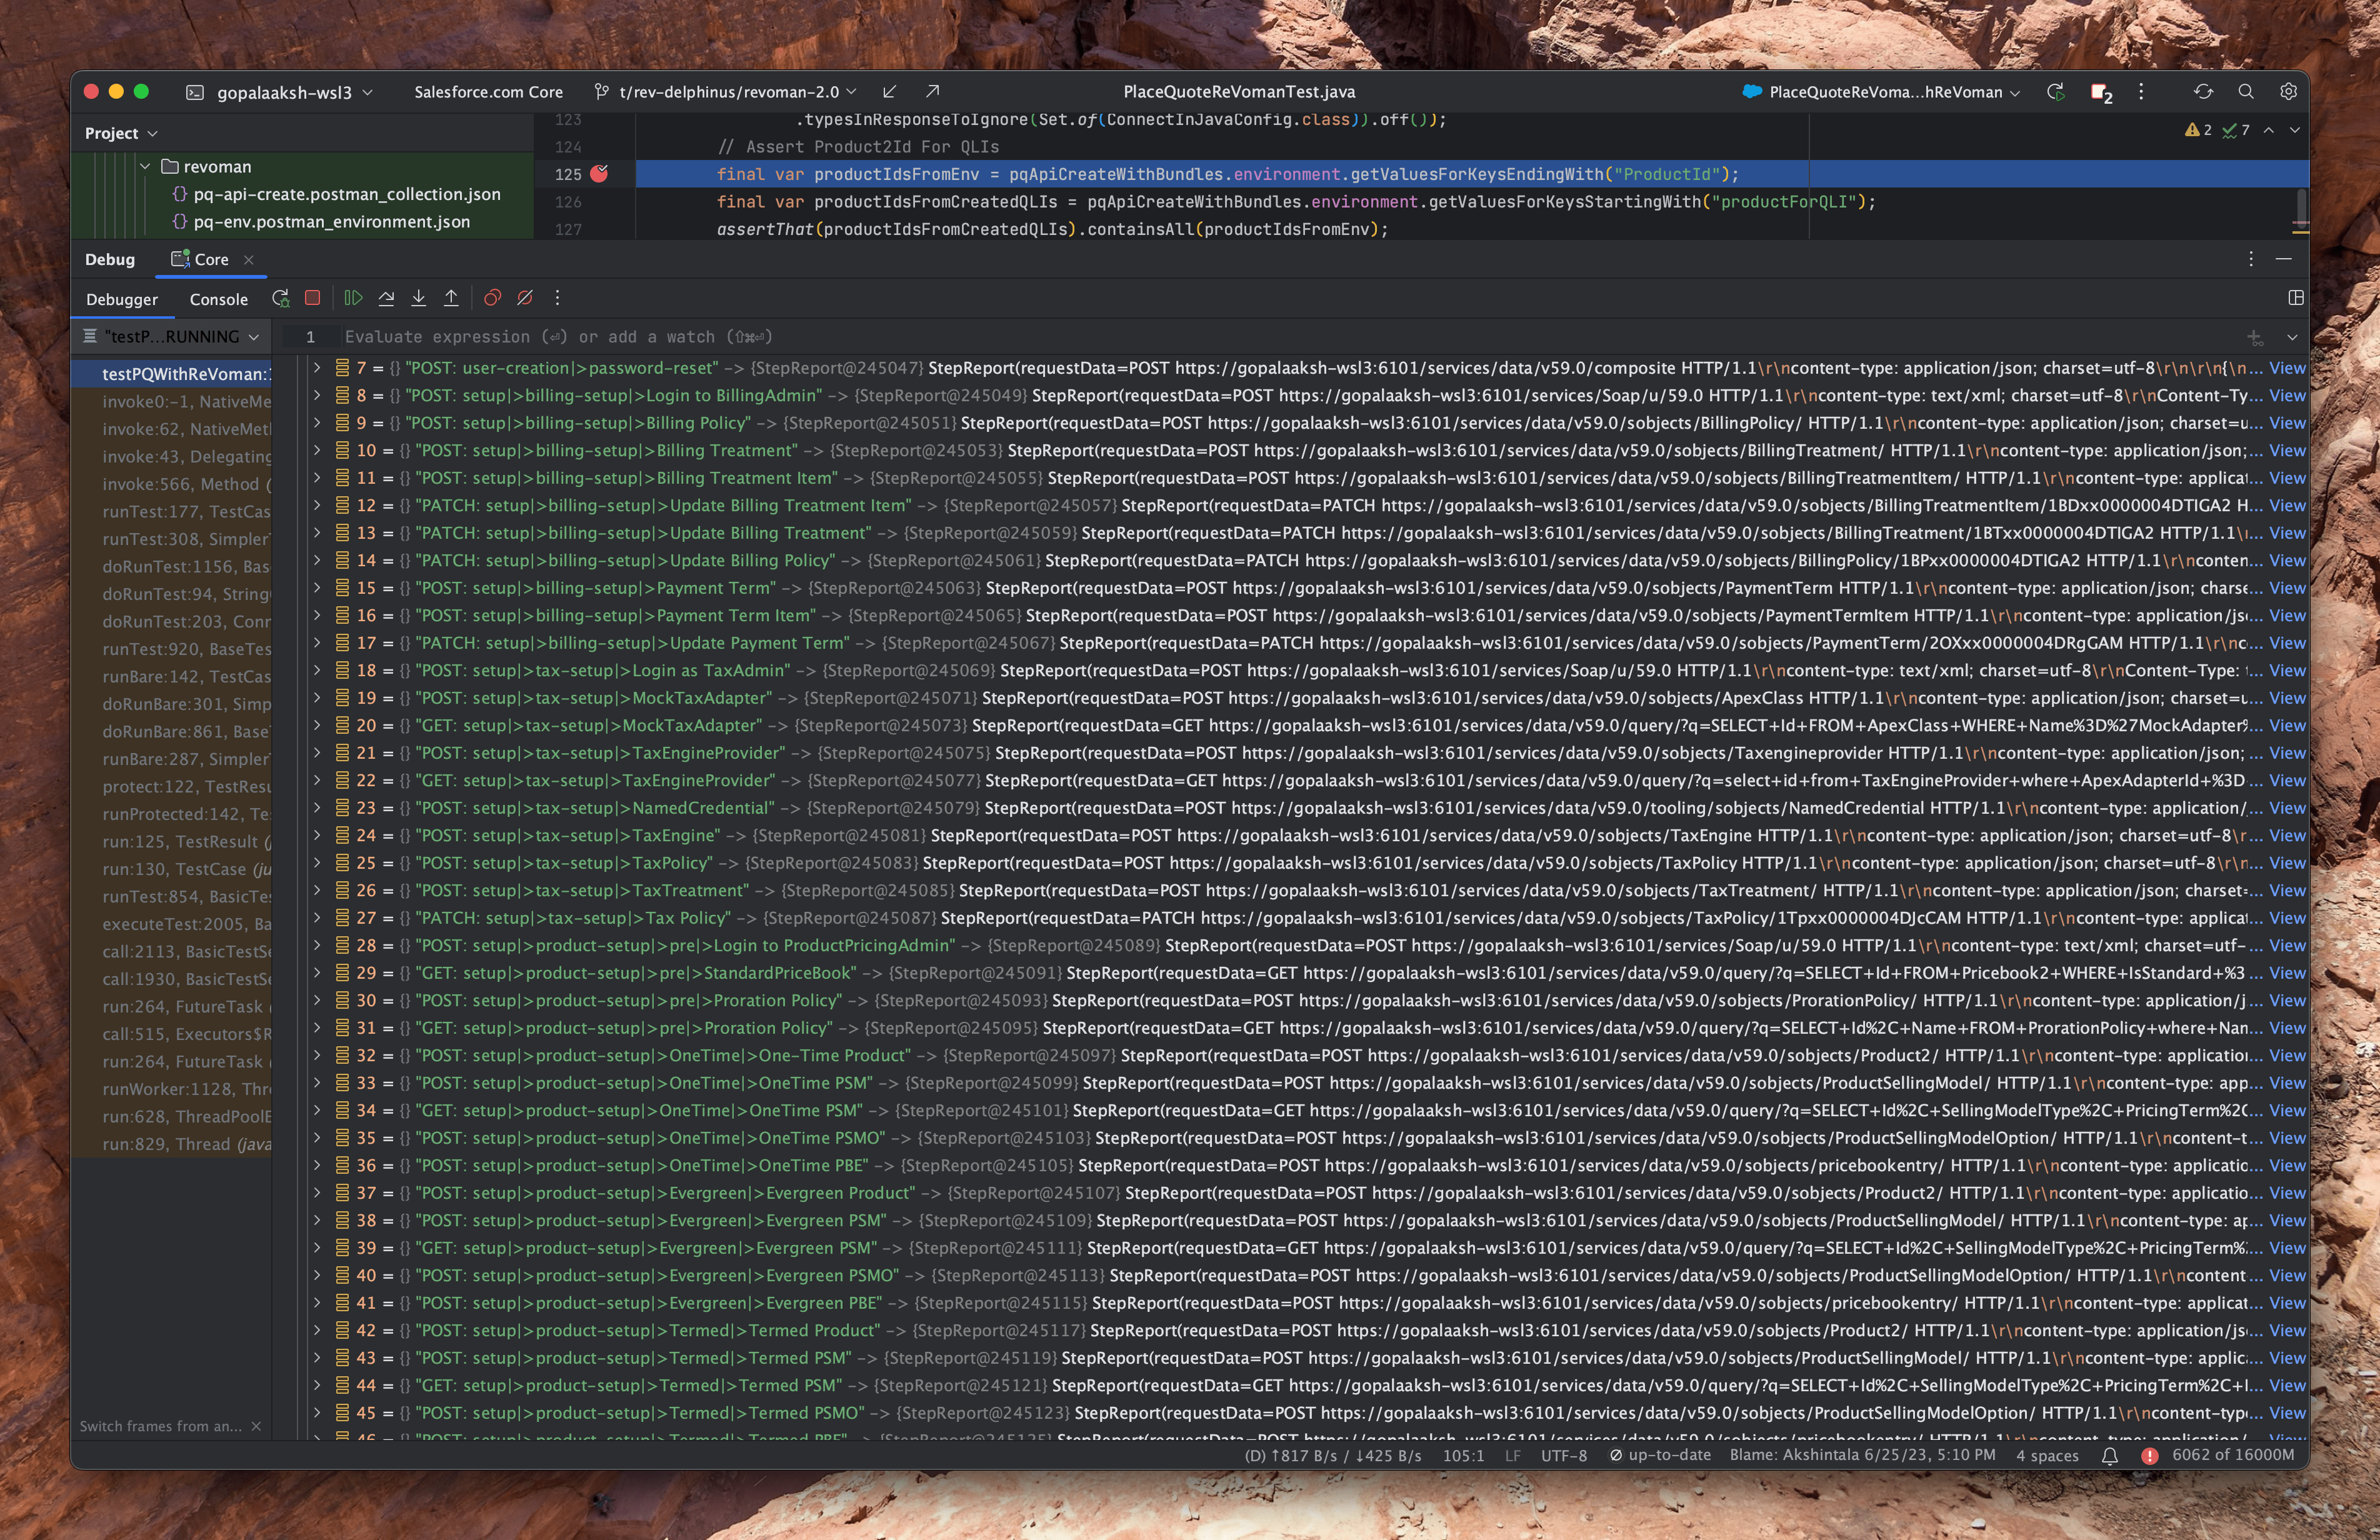 gopalaaksh-wsl3
Salesforce.com Core
t/rev-delphinus/revoman-2.0
PlaceQuoteReVomanTest.java
PlaceQuoteReVoma...hReVoman
2
Project
revoman
pq-api-create.postman_collection.json
pq-env.postman_environment.json
2 7
123 .typesInResponseToIgnore(Set.of(ConnectInJavaConfig.class)).off());
124 // Assert Product2Id For QLIs
125 final var productIdsFromEnv = pqApiCreateWithBundles.environment.getValuesForKeysEndingWith("ProductId");
126 final var productIdsFromCreatedQLIs = pqApiCreateWithBundles.environment.getValuesForKeysStartingWith("productForQLI");
127 assertThat(productIdsFromCreatedQLIs).containsAll(productIdsFromEnv);
Debug Core
Debugger Console
"testP...RUNNING
1 Evaluate expression (⏎) or add a watch (⇧⌘⏎)
testPQWithReVoman:
invoke0:-1, NativeMe
invoke:62, NativeMet
invoke:43, Delegating
invoke:566, Method (
runTest:177, TestCas
runTest:308, Simpler
doRunTest:1156, Bas
doRunTest:94, String
doRunTest:203, Conr
runTest:920, BaseTes
runBare:142, TestCas
doRunBare:301, Simp
doRunBare:861, Base
runBare:287, Simpler
protect:122, TestResu
runProtected:142, Te
run:125, TestResult (j
run:130, TestCase (ju
runTest:854, BasicTes
executeTest:2005, Ba
call:2113, BasicTestSe
call:1930, BasicTestSe
run:264, FutureTask
call:515, Executors$R
run:264, FutureTask
runWorker:1128, Thre
run:628, ThreadPoolE
run:829, Thread (java
Switch frames from an...
7 = {} "POST: user-creation|>password-reset" -> {StepReport@245047} StepReport(requestData=POST https://gopalaaksh-wsl3:6101/services/data/v59.0/composite HTTP/1.1\r\ncontent-type: application/json; charset=utf-8\r\n\r\n{\n... View
8 = {} "POST: setup|>billing-setup|>Login to BillingAdmin" -> {StepReport@245049} StepReport(requestData=POST https://gopalaaksh-wsl3:6101/services/Soap/u/59.0 HTTP/1.1\r\ncontent-type: text/xml; charset=utf-8\r\nContent-Ty... View
9 = {} "POST: setup|>billing-setup|>Billing Policy" -> {StepReport@245051} StepReport(requestData=POST https://gopalaaksh-wsl3:6101/services/data/v59.0/sobjects/BillingPolicy/ HTTP/1.1\r\ncontent-type: application/json; charset=u... View
10 = {} "POST: setup|>billing-setup|>Billing Treatment" -> {StepReport@245053} StepReport(requestData=POST https://gopalaaksh-wsl3:6101/services/data/v59.0/sobjects/BillingTreatment/ HTTP/1.1\r\ncontent-type: application/json;... View
11 = {} "POST: setup|>billing-setup|>Billing Treatment Item" -> {StepReport@245055} StepReport(requestData=POST https://gopalaaksh-wsl3:6101/services/data/v59.0/sobjects/BillingTreatmentItem/ HTTP/1.1\r\ncontent-type: applica... View
12 = {} "PATCH: setup|>billing-setup|>Update Billing Treatment Item" -> {StepReport@245057} StepReport(requestData=PATCH https://gopalaaksh-wsl3:6101/services/data/v59.0/sobjects/BillingTreatmentItem/1BDxx0000004DTIGA2 H... View
13 = {} "PATCH: setup|>billing-setup|>Update Billing Treatment" -> {StepReport@245059} StepReport(requestData=PATCH https://gopalaaksh-wsl3:6101/services/data/v59.0/sobjects/BillingTreatment/1BTxx0000004DTIGA2 HTTP/1.1\... View
14 = {} "PATCH: setup|>billing-setup|>Update Billing Policy" -> {StepReport@245061} StepReport(requestData=PATCH https://gopalaaksh-wsl3:6101/services/data/v59.0/sobjects/BillingPolicy/1BPxx0000004DTIGA2 HTTP/1.1\r\nconten... View
15 = {} "POST: setup|>billing-setup|>Payment Term" -> {StepReport@245063} StepReport(requestData=POST https://gopalaaksh-wsl3:6101/services/data/v59.0/sobjects/PaymentTerm HTTP/1.1\r\ncontent-type: application/json; charse... View
16 = {} "POST: setup|>billing-setup|>Payment Term Item" -> {StepReport@245065} StepReport(requestData=POST https://gopalaaksh-wsl3:6101/services/data/v59.0/sobjects/PaymentTermItem HTTP/1.1\r\ncontent-type: application/js... View
17 = {} "PATCH: setup|>billing-setup|>Update Payment Term" -> {StepReport@245067} StepReport(requestData=PATCH https://gopalaaksh-wsl3:6101/services/data/v59.0/sobjects/PaymentTerm/2OXxx0000004DRgGAM HTTP/1.1\r\nc... View
18 = {} "POST: setup|>tax-setup|>Login as TaxAdmin" -> {StepReport@245069} StepReport(requestData=POST https://gopalaaksh-wsl3:6101/services/Soap/u/59.0 HTTP/1.1\r\ncontent-type: text/xml; charset=utf-8\r\nContent-Type: ... View
19 = {} "POST: setup|>tax-setup|>MockTaxAdapter" -> {StepReport@245071} StepReport(requestData=POST https://gopalaaksh-wsl3:6101/services/data/v59.0/sobjects/ApexClass HTTP/1.1\r\ncontent-type: application/json; charset=u... View
20 = {} "GET: setup|>tax-setup|>MockTaxAdapter" -> {StepReport@245073} StepReport(requestData=GET https://gopalaaksh-wsl3:6101/services/data/v59.0/query/?q=SELECT+Id+FROM+ApexClass+WHERE+Name%3D%27MockAdapter%... View
21 = {} "POST: setup|>tax-setup|>TaxEngineProvider" -> {StepReport@245075} StepReport(requestData=POST https://gopalaaksh-wsl3:6101/services/data/v59.0/sobjects/Taxengineprovider HTTP/1.1\r\ncontent-type: application/json;... View
22 = {} "GET: setup|>tax-setup|>TaxEngineProvider" -> {StepReport@245077} StepReport(requestData=GET https://gopalaaksh-wsl3:6101/services/data/v59.0/query/?q=select+id+from+TaxEngineProvider+where+ApexAdapterId+%3D... View
23 = {} "POST: setup|>tax-setup|>NamedCredential" -> {StepReport@245079} StepReport(requestData=POST https://gopalaaksh-wsl3:6101/services/data/v59.0/tooling/sobjects/NamedCredential HTTP/1.1\r\ncontent-type: application/... View
24 = {} "POST: setup|>tax-setup|>TaxEngine" -> {StepReport@245081} StepReport(requestData=POST https://gopalaaksh-wsl3:6101/services/data/v59.0/sobjects/TaxEngine HTTP/1.1\r\ncontent-type: application/json; charset=utf-8\r... View
25 = {} "POST: setup|>tax-setup|>TaxPolicy" -> {StepReport@245083} StepReport(requestData=POST https://gopalaaksh-wsl3:6101/services/data/v59.0/sobjects/TaxPolicy HTTP/1.1\r\ncontent-type: application/json; charset=utf-8\r\n... View
26 = {} "POST: setup|>tax-setup|>TaxTreatment" -> {StepReport@245085} StepReport(requestData=POST https://gopalaaksh-wsl3:6101/services/data/v59.0/sobjects/TaxTreatment/ HTTP/1.1\r\ncontent-type: application/json; charset=... View
27 = {} "PATCH: setup|>tax-setup|>Tax Policy" -> {StepReport@245087} StepReport(requestData=PATCH https://gopalaaksh-wsl3:6101/services/data/v59.0/sobjects/TaxPolicy/1Tpxx0000004DJcCAM HTTP/1.1\r\ncontent-type: applicat... View
28 = {} "POST: setup|>product-setup|>pre|>Login to ProductPricingAdmin" -> {StepReport@245089} StepReport(requestData=POST https://gopalaaksh-wsl3:6101/services/Soap/u/59.0 HTTP/1.1\r\ncontent-type: text/xml; charset=utf-... View
29 = {} "GET: setup|>product-setup|>pre|>StandardPriceBook" -> {StepReport@245091} StepReport(requestData=GET https://gopalaaksh-wsl3:6101/services/data/v59.0/query/?q=SELECT+Id+FROM+Pricebook2+WHERE+IsStandard+%3... View
30 = {} "POST: setup|>product-setup|>pre|>Proration Policy" -> {StepReport@245093} StepReport(requestData=POST https://gopalaaksh-wsl3:6101/services/data/v59.0/sobjects/ProrationPolicy/ HTTP/1.1\r\ncontent-type: application/j... View
31 = {} "GET: setup|>product-setup|>pre|>Proration Policy" -> {StepReport@245095} StepReport(requestData=GET https://gopalaaksh-wsl3:6101/services/data/v59.0/query/?q=SELECT+Id%2C+Name+FROM+ProrationPolicy+where+Nan... View
32 = {} "POST: setup|>product-setup|>OneTime|>One-Time Product" -> {StepReport@245097} StepReport(requestData=POST https://gopalaaksh-wsl3:6101/services/data/v59.0/sobjects/Product2/ HTTP/1.1\r\ncontent-type: applicatio... View
33 = {} "POST: setup|>product-setup|>OneTime|>OneTime PSM" -> {StepReport@245099} StepReport(requestData=POST https://gopalaaksh-wsl3:6101/services/data/v59.0/sobjects/ProductSellingModel/ HTTP/1.1\r\ncontent-type: app... View
34 = {} "GET: setup|>product-setup|>OneTime|>OneTime PSM" -> {StepReport@245101} StepReport(requestData=GET https://gopalaaksh-wsl3:6101/services/data/v59.0/query/?q=SELECT+Id%2C+SellingModelType%2C+PricingTerm%2C... View
35 = {} "POST: setup|>product-setup|>OneTime|>OneTime PSMO" -> {StepReport@245103} StepReport(requestData=POST https://gopalaaksh-wsl3:6101/services/data/v59.0/sobjects/ProductSellingModelOption/ HTTP/1.1\r\ncontent-t... View
36 = {} "POST: setup|>product-setup|>OneTime|>OneTime PBE" -> {StepReport@245105} StepReport(requestData=POST https://gopalaaksh-wsl3:6101/services/data/v59.0/sobjects/pricebookentry/ HTTP/1.1\r\ncontent-type: applicatic... View
37 = {} "POST: setup|>product-setup|>Evergreen|>Evergreen Product" -> {StepReport@245107} StepReport(requestData=POST https://gopalaaksh-wsl3:6101/services/data/v59.0/sobjects/Product2/ HTTP/1.1\r\ncontent-type: applicatio... View
38 = {} "POST: setup|>product-setup|>Evergreen|>Evergreen PSM" -> {StepReport@245109} StepReport(requestData=POST https://gopalaaksh-wsl3:6101/services/data/v59.0/sobjects/ProductSellingModel/ HTTP/1.1\r\ncontent-type: ap... View
39 = {} "GET: setup|>product-setup|>Evergreen|>Evergreen PSM" -> {StepReport@245111} StepReport(requestData=GET https://gopalaaksh-wsl3:6101/services/data/v59.0/query/?q=SELECT+Id%2C+SellingModelType%2C+PricingTerm%... View
40 = {} "POST: setup|>product-setup|>Evergreen|>Evergreen PSMO" -> {StepReport@245113} StepReport(requestData=POST https://gopalaaksh-wsl3:6101/services/data/v59.0/sobjects/ProductSellingModelOption/ HTTP/1.1\r\ncontent... View
41 = {} "POST: setup|>product-setup|>Evergreen|>Evergreen PBE" -> {StepReport@245115} StepReport(requestData=POST https://gopalaaksh-wsl3:6101/services/data/v59.0/sobjects/pricebookentry/ HTTP/1.1\r\ncontent-type: applicat... View
42 = {} "POST: setup|>product-setup|>Termed|>Termed Product" -> {StepReport@245117} StepReport(requestData=POST https://gopalaaksh-wsl3:6101/services/data/v59.0/sobjects/Product2/ HTTP/1.1\r\ncontent-type: application/js... View
43 = {} "POST: setup|>product-setup|>Termed|>Termed PSM" -> {StepReport@245119} StepReport(requestData=POST https://gopalaaksh-wsl3:6101/services/data/v59.0/sobjects/ProductSellingModel/ HTTP/1.1\r\ncontent-type: applic... View
44 = {} "GET: setup|>product-setup|>Termed|>Termed PSM" -> {StepReport@245121} StepReport(requestData=GET https://gopalaaksh-wsl3:6101/services/data/v59.0/query/?q=SELECT+Id%2C+SellingModelType%2C+PricingTerm%2C+I... View
45 = {} "POST: setup|>product-setup|>Termed|>Termed PSMO" -> {StepReport@245123} StepReport(requestData=POST https://gopalaaksh-wsl3:6101/services/data/v59.0/sobjects/ProductSellingModelOption/ HTTP/1.1\r\ncontent-typ... View
(D) ↑817 B/s / ↓425 B/s 105:1 LF UTF-8 up-to-date Blame: Akshintala 6/25/23, 5:10 PM 4 spaces 6062 of 16000M